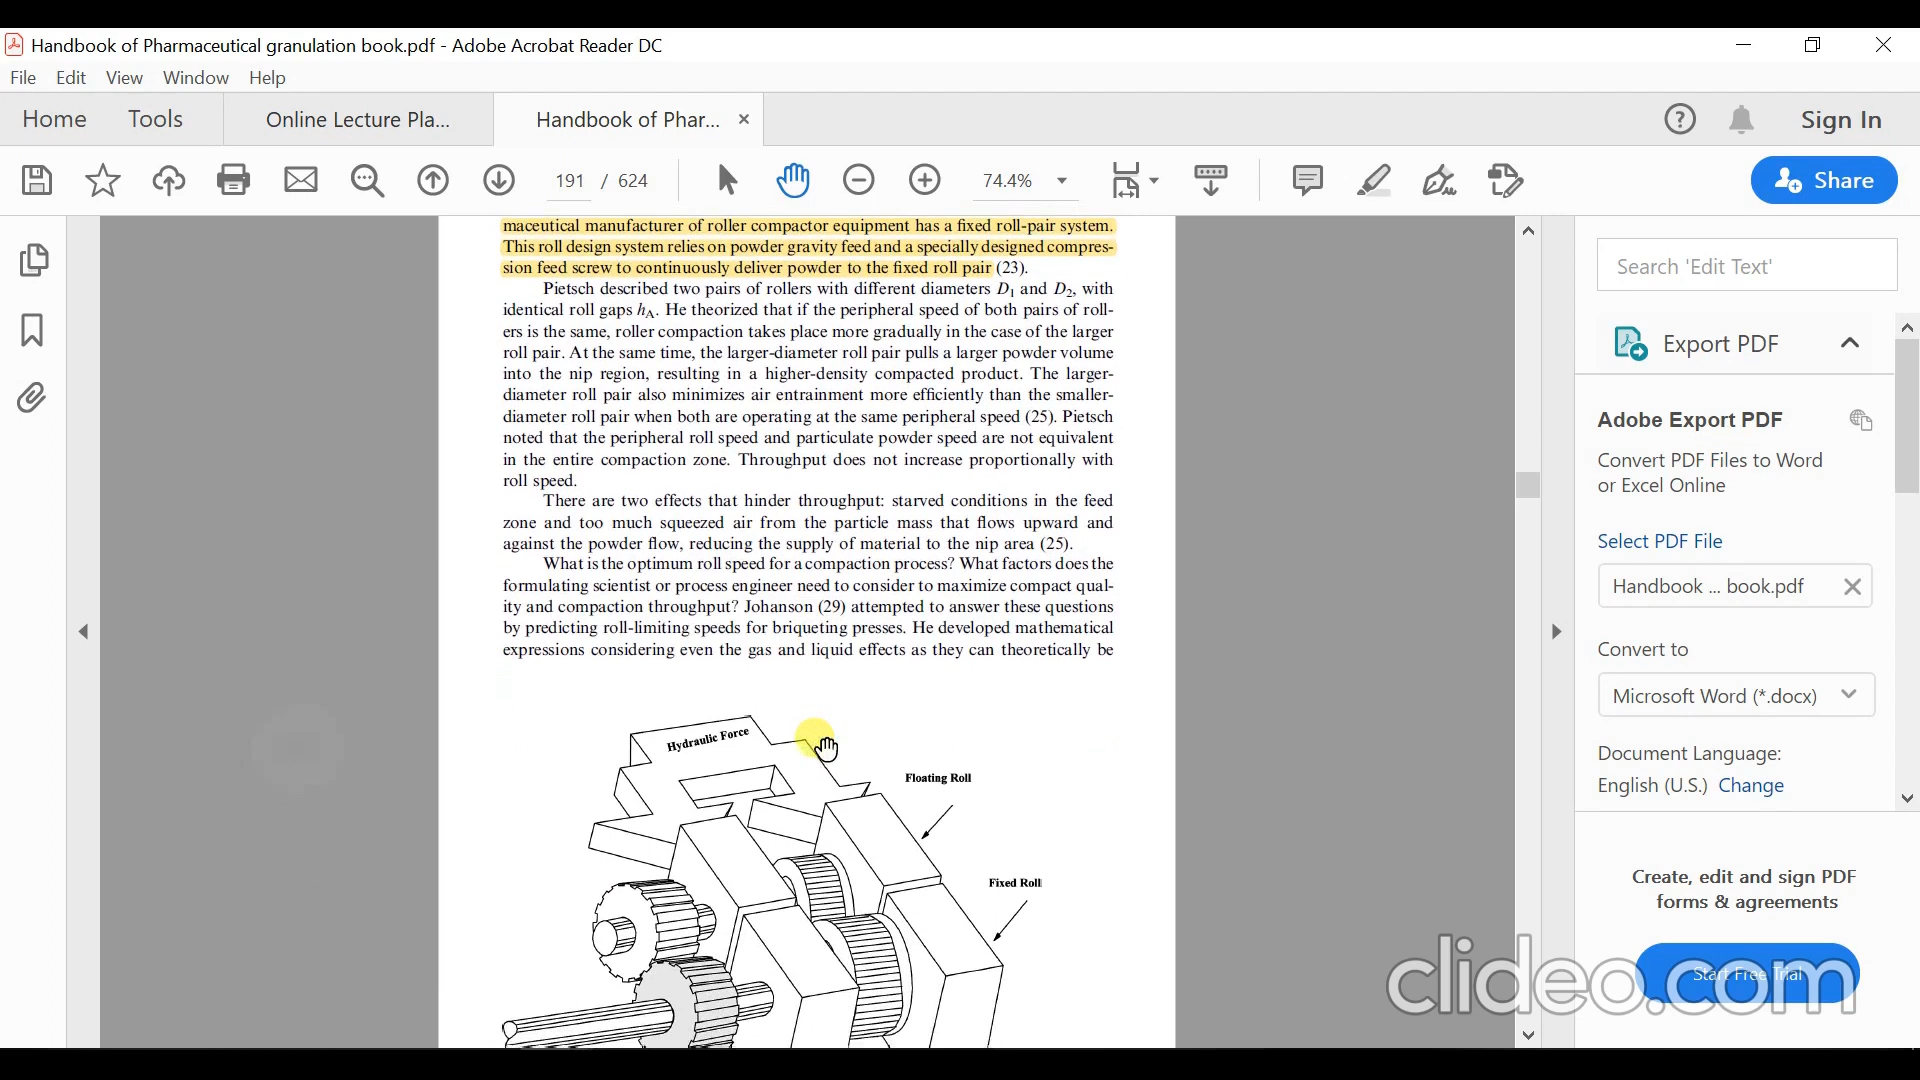 Handbook of Pharmaceutical granulation book.pdf - Adobe Acrobat Reader DC
File Edit View Window Help
Home Tools Online Lecture Pla... Handbook of Phar... × Sign In
191 / 624 74.4% Share
maceutical manufacturer of roller compactor equipment has a fixed roll-pair system.
This roll design system relies on powder gravity feed and a specially designed compres-
sion feed screw to continuously deliver powder to the fixed roll pair (23).
Pietsch described two pairs of rollers with different diameters D1 and D2, with
identical roll gaps hA. He theorized that if the peripheral speed of both pairs of roll-
ers is the same, roller compaction takes place more gradually in the case of the larger
roll pair. At the same time, the larger-diameter roll pair pulls a larger powder volume
into the nip region, resulting in a higher-density compacted product. The larger-
diameter roll pair also minimizes air entrainment more efficiently than the smaller-
diameter roll pair when both are operating at the same peripheral speed (25). Pietsch
noted that the peripheral roll speed and particulate powder speed are not equivalent
in the entire compaction zone. Throughput does not increase proportionally with
roll speed.
There are two effects that hinder throughput: starved conditions in the feed
zone and too much squeezed air from the particle mass that flows upward and
against the powder flow, reducing the supply of material to the nip area (25).
What is the optimum roll speed for a compaction process? What factors does the
formulating scientist or process engineer need to consider to maximize compact qual-
ity and compaction throughput? Johanson (29) attempted to answer these questions
by predicting roll-limiting speeds for briqueting presses. He developed mathematical
expressions considering even the gas and liquid effects as they can theoretically be
Hydraulic Force
Floating Roll
Fixed Roll
Search 'Edit Text'
Export PDF
Adobe Export PDF
Convert PDF Files to Word
or Excel Online
Select PDF File
Handbook ... book.pdf
Convert to
Microsoft Word (*.docx)
Document Language:
English (U.S.) Change
Create, edit and sign PDF
forms & agreements
Start Free Trial
clideo.com